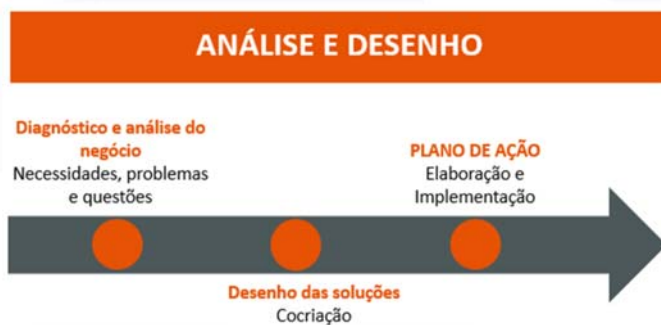 ANÁLISE E DESENHO
Diagnóstico e análise do
negócio
Necessidades, problemas
e questões
PLANO DE AÇÃO
Elaboração e
Implementação
Desenho das soluções
Cocriação